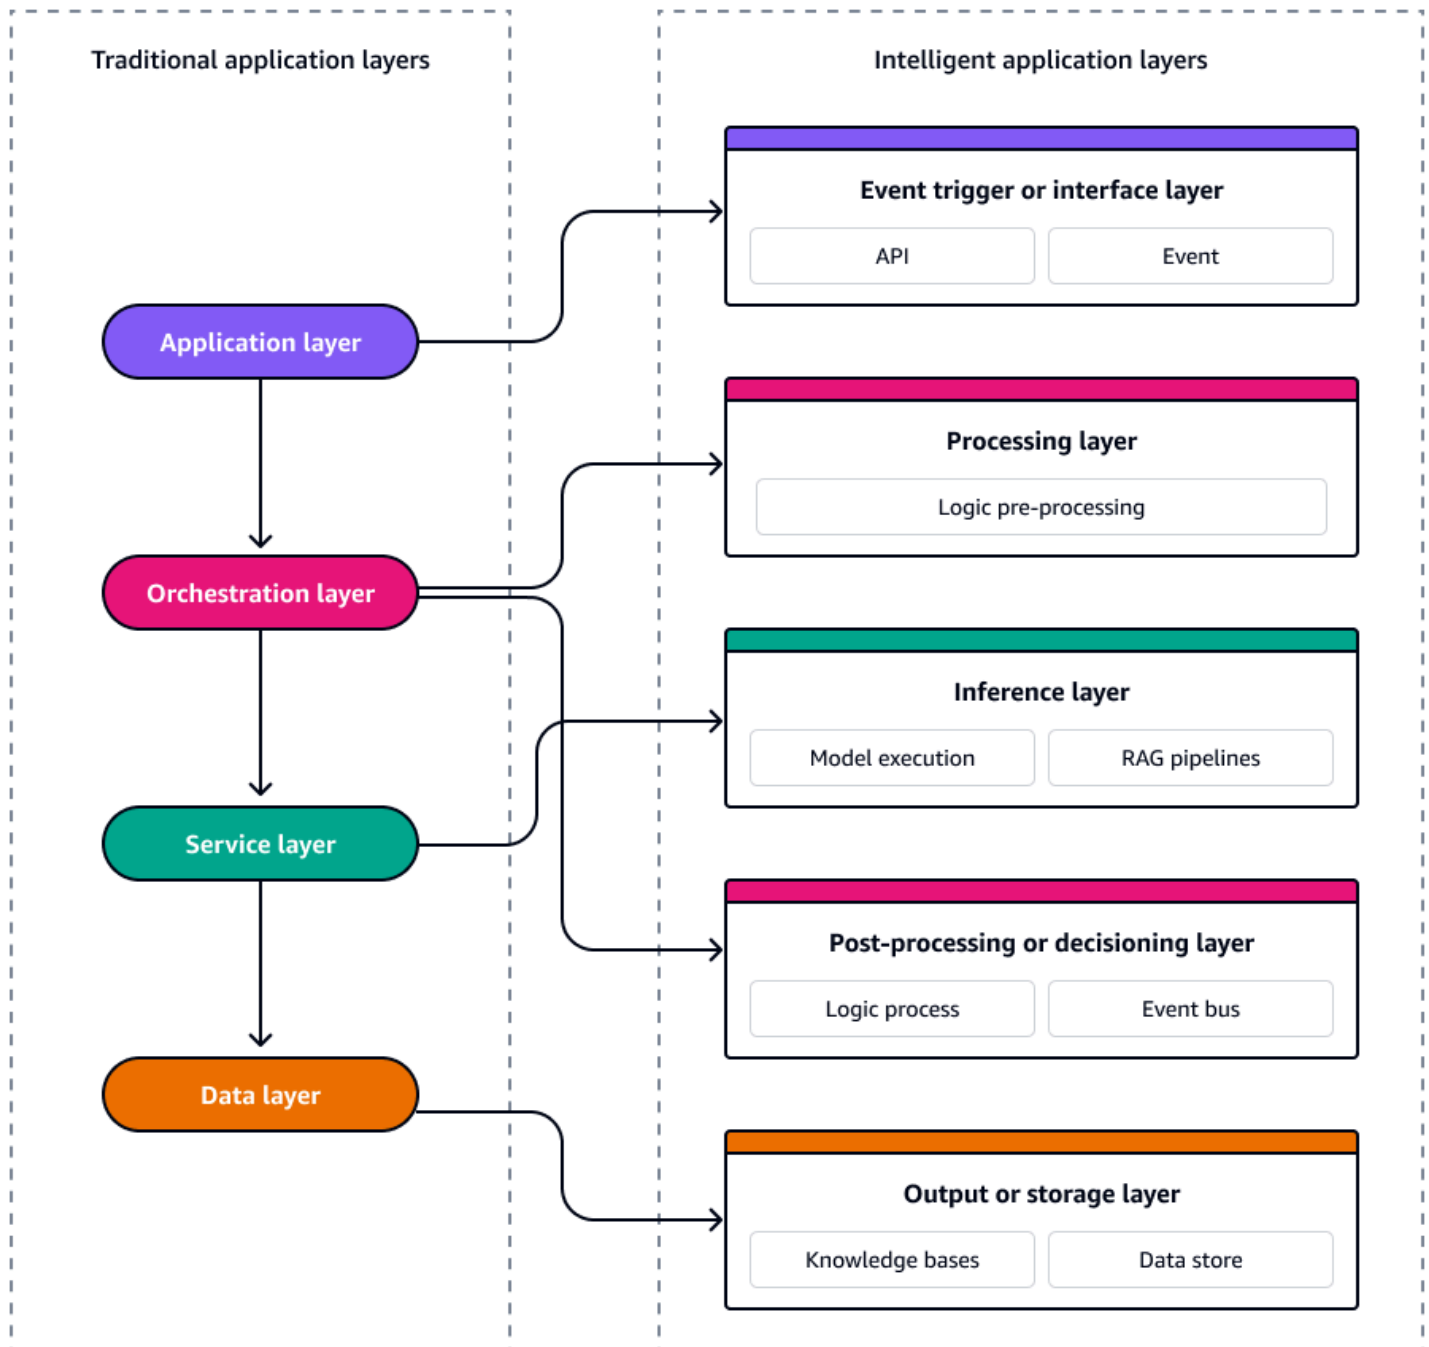 Traditional application layers
Application layer
Orchestration layer
Service layer
Data layer
Intelligent application layers
Event trigger or interface layer
API
Event
Processing layer
Logic pre-processing
Inference layer
Model execution
RAG pipelines
Post-processing or decisioning layer
Logic process
Event bus
Output or storage layer
Knowledge bases
Data store